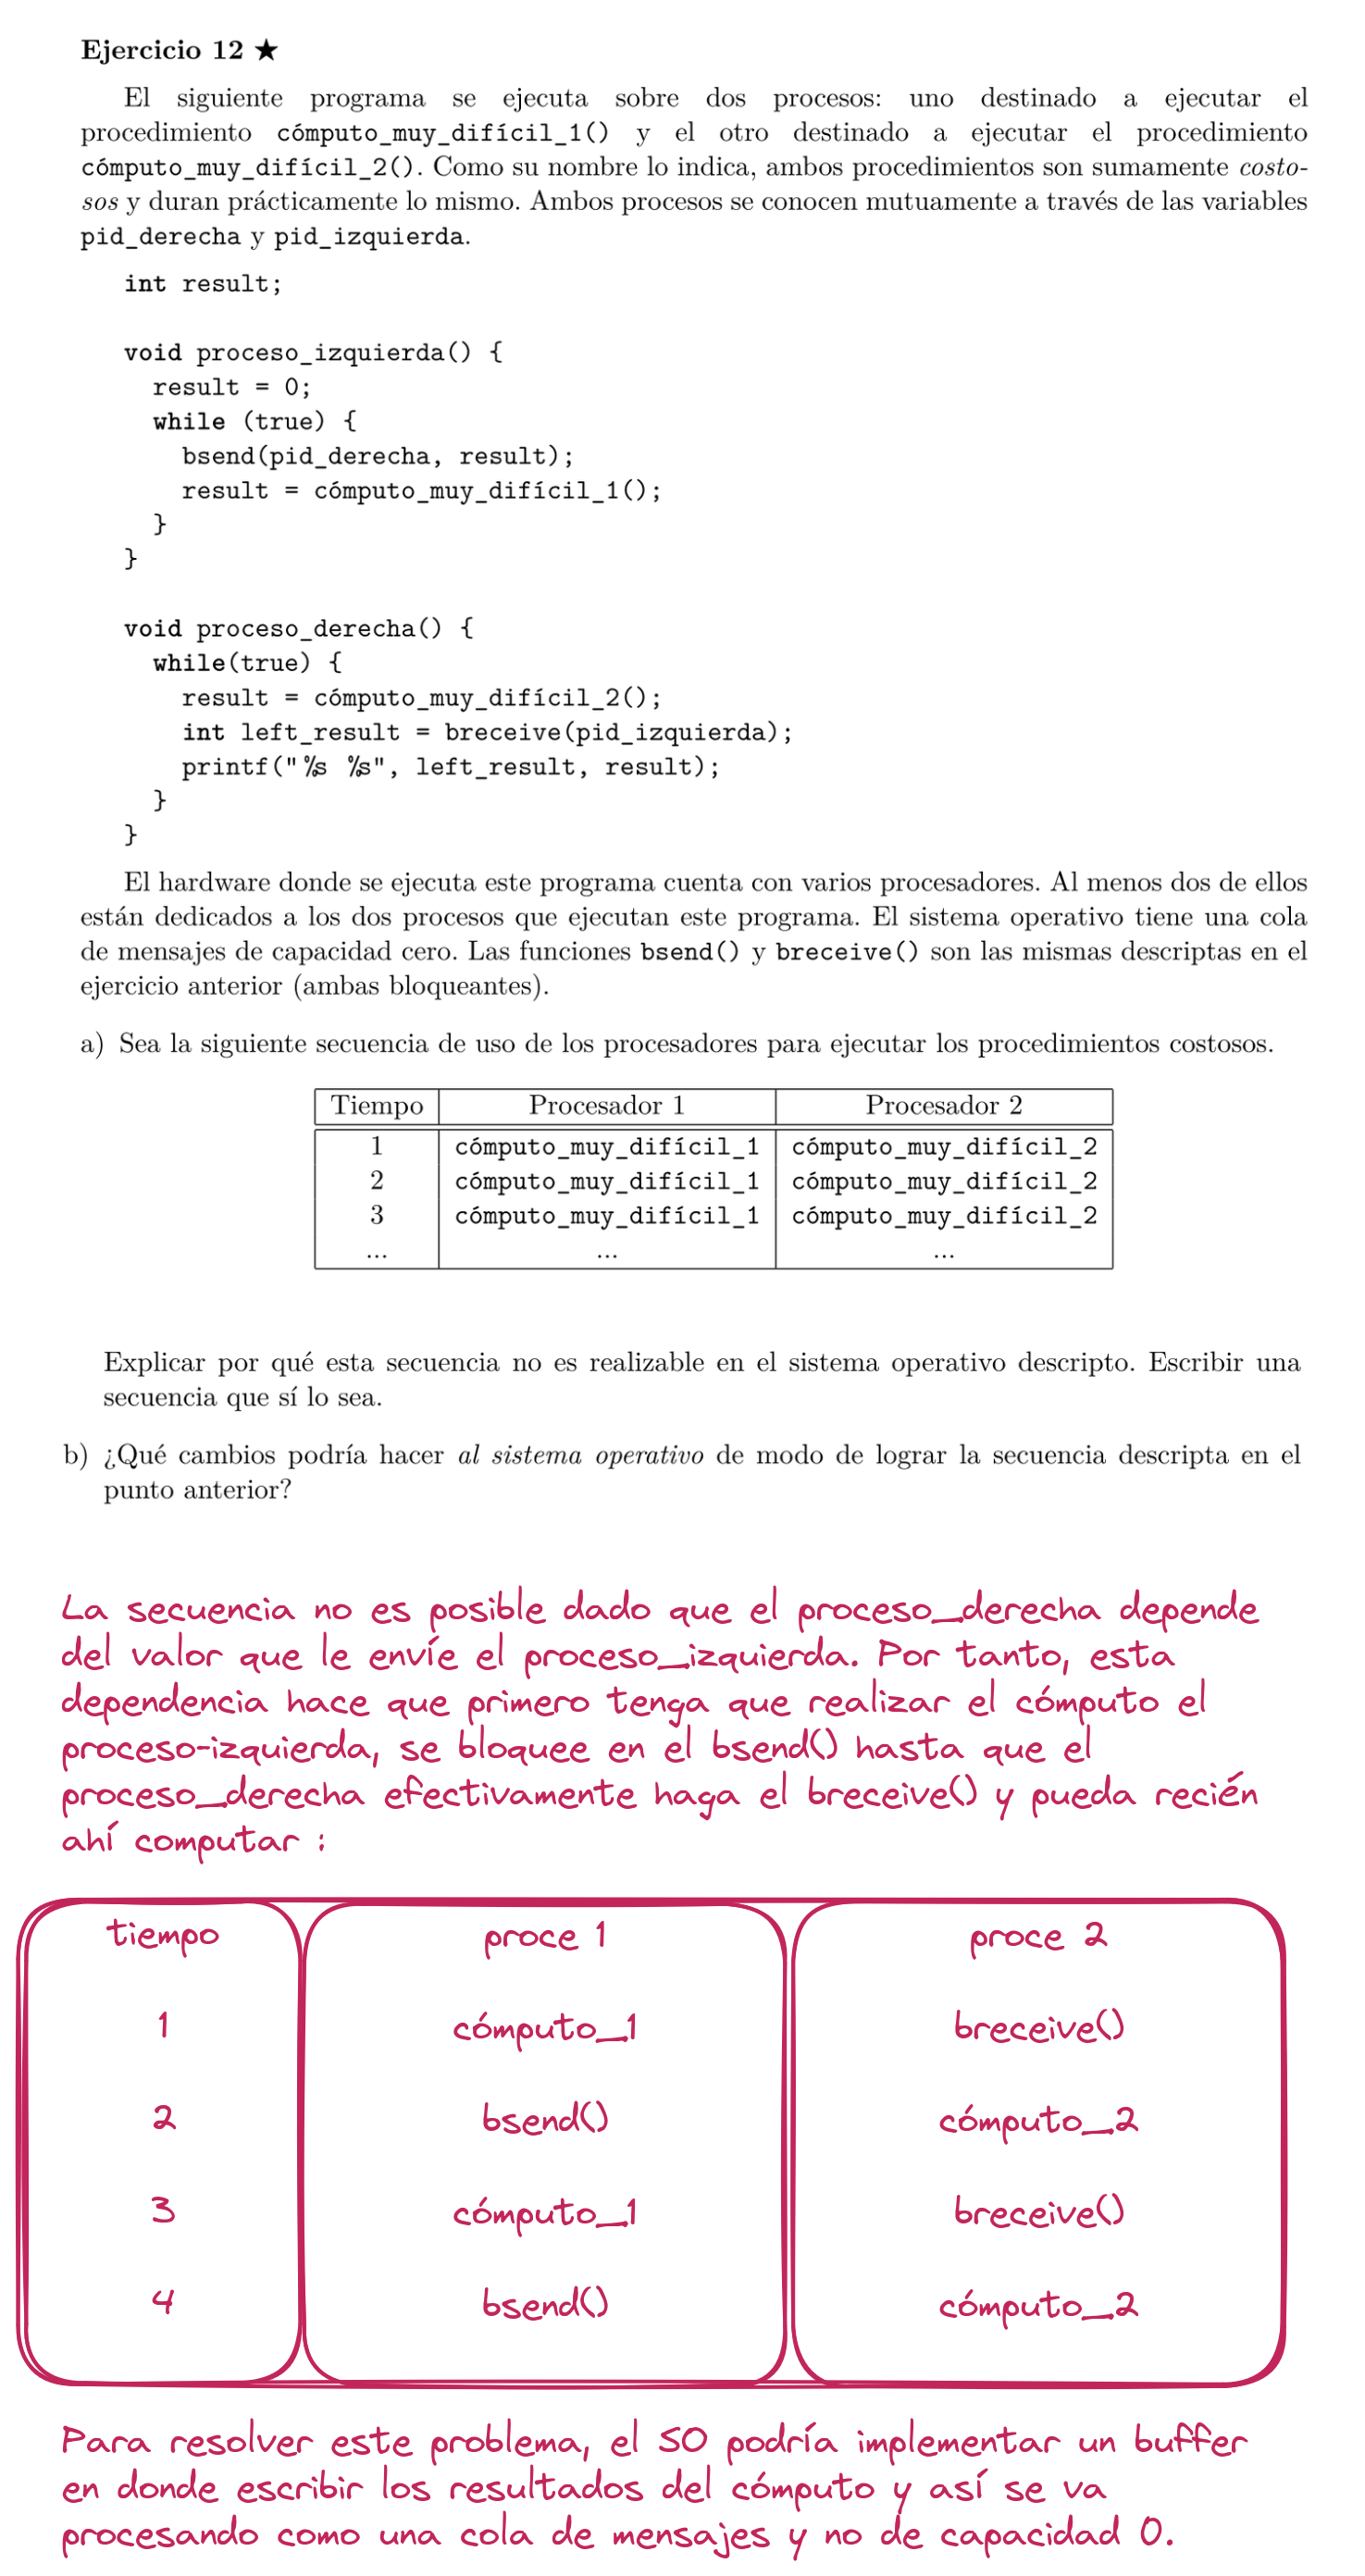 Ejercicio 12 ★
El siguiente programa se ejecuta sobre dos procesos: uno destinado a ejecutar el
procedimiento cómputo_muy_difícil_1() y el otro destinado a ejecutar el procedimiento
cómputo_muy_difícil_2(). Como su nombre lo indica, ambos procedimientos son sumamente costo-
sos y duran prácticamente lo mismo. Ambos procesos se conocen mutuamente a través de las variables
pid_derecha y pid_izquierda.
int result;
void proceso_izquierda() {
result = 0;
while (true) {
bsend(pid_derecha, result);
result = cómputo_muy_difícil_1();
}
}
void proceso_derecha() {
while(true) {
result = cómputo_muy_difícil_2();
int left_result = breceive(pid_izquierda);
printf("%s %s", left_result, result);
}
}
El hardware donde se ejecuta este programa cuenta con varios procesadores. Al menos dos de ellos
están dedicados a los dos procesos que ejecutan este programa. El sistema operativo tiene una cola
de mensajes de capacidad cero. Las funciones bsend() y breceive() son las mismas descriptas en el
ejercicio anterior (ambas bloqueantes).
a) Sea la siguiente secuencia de uso de los procesadores para ejecutar los procedimientos costosos.
Tiempo Procesador 1 Procesador 2
1 cómputo_muy_difícil_1 cómputo_muy_difícil_2
2 cómputo_muy_difícil_1 cómputo_muy_difícil_2
3 cómputo_muy_difícil_1 cómputo_muy_difícil_2
... ... ...
Explicar por qué esta secuencia no es realizable en el sistema operativo descripto. Escribir una
secuencia que sí lo sea.
b) ¿Qué cambios podría hacer al sistema operativo de modo de lograr la secuencia descripta en el
punto anterior?
La secuencia no es posible dado que el proceso_derecha depende
del valor que le envíe el proceso_izquierda. Por tanto, esta
dependencia hace que primero tenga que realizar el cómputo el
proceso-izquierda, se bloquee en el bsend() hasta que el
proceso_derecha efectivamente haga el breceive() y pueda recién
ahí computar :
tiempo proce 1 proce 2
1 cómputo_1 breceive()
2 bsend() cómputo_2
3 cómputo_1 breceive()
4 bsend() cómputo_2
Para resolver este problema, el SO podría implementar un buffer
en donde escribir los resultados del cómputo y así se va
procesando como una cola de mensajes y no de capacidad 0.